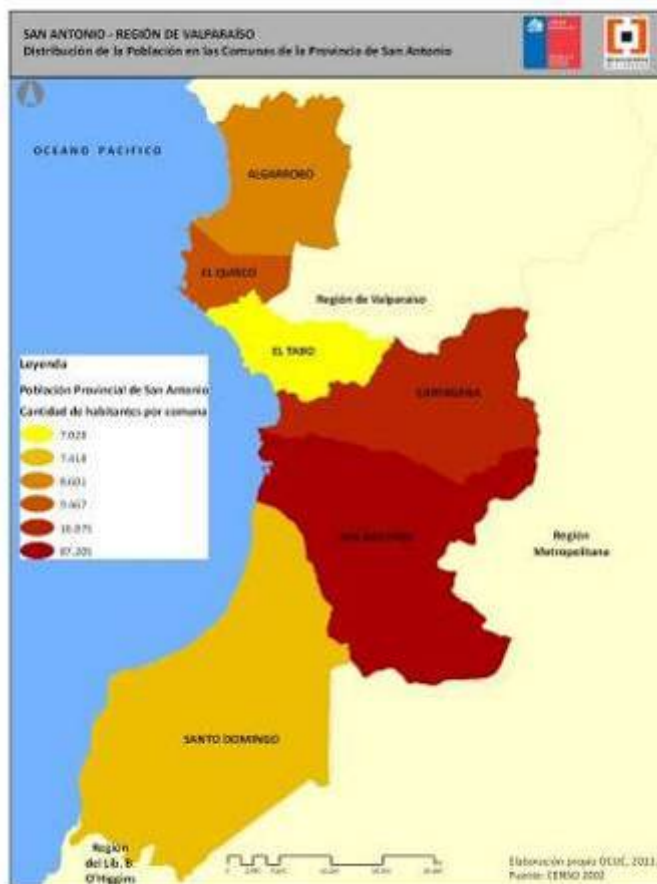 SAN ANTONIO - REGIÓN DE VALPARAÍSO
Distribución de la Población en las Comunas de la Provincia de San Antonio
OCEANO PACIFICO
ALGARROBO
EL QUISCO
Región de Valparaíso
EL TABO
CARTAGENA
Leyenda
Población Provincial de San Antonio
Cantidad de habitantes por comuna
7.028
7.418
8.601
9.467
16.875
87.205
SAN ANTONIO
Región
Metropolitana
SANTO DOMINGO
Región
del Lib. B.
O'Higgins
0
Elaboración propia OCUC, 2011
Fuente: CENSO 2002